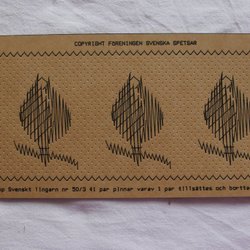 COPYRIGHT FÖRENINGEN SVENSKA SPETSAR
Svenskt lingarn nr 50/3 41 par pinnar varav 1 par tillsättes och bortta